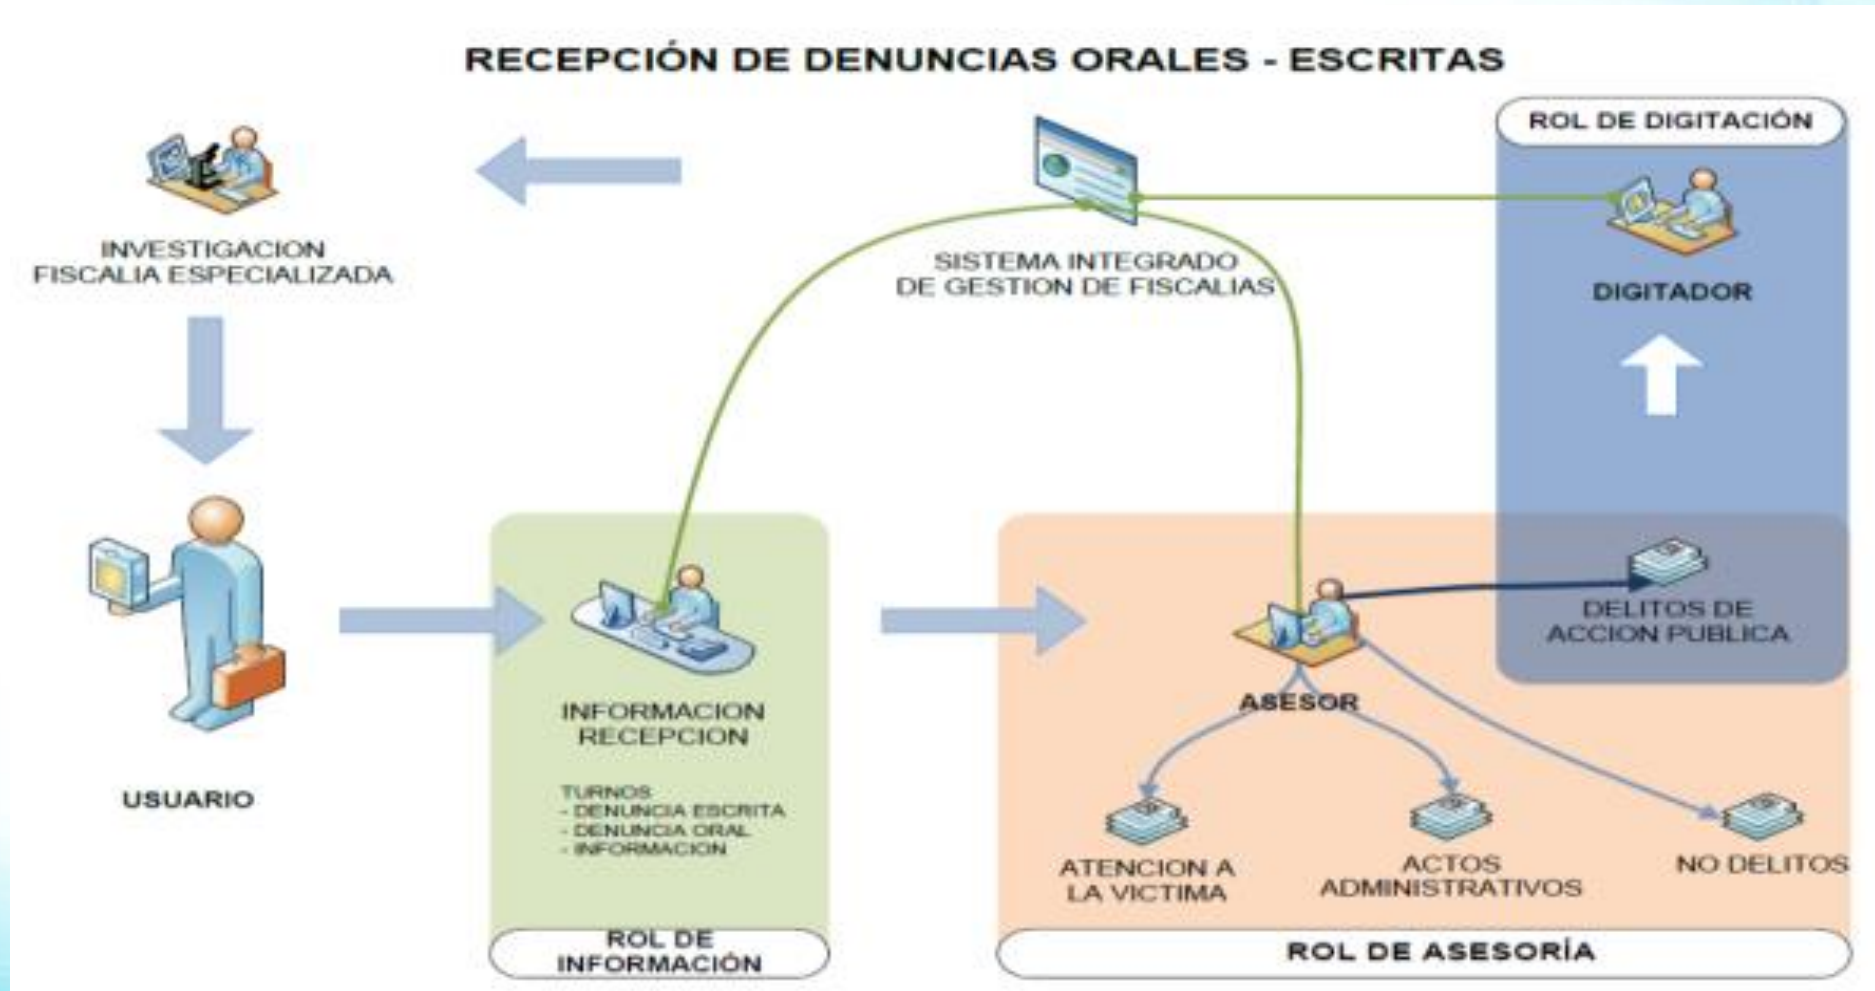 RECEPCIÓN DE DENUNCIAS ORALES - ESCRITAS
ROL DE DIGITACIÓN
INVESTIGACION
FISCALIA ESPECIALIZADA
SISTEMA INTEGRADO
DE GESTION DE FISCALIAS
DIGITADOR
DELITOS DE
ACCION PUBLICA
USUARIO
INFORMACION
RECEPCION
TURNOS
- DENUNCIA ESCRITA
- DENUNCIA ORAL
- INFORMACION
ROL DE
INFORMACIÓN
ASESOR
ATENCION A
LA VICTIMA
ACTOS
ADMINISTRATIVOS
NO DELITOS
ROL DE ASESORÍA